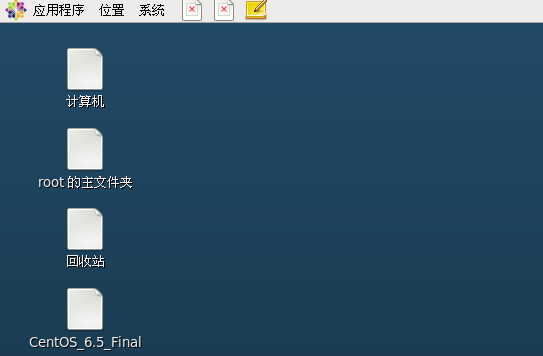 应用程序 位置 系统
计算机
root 的主文件夹
回收站
CentOS_6.5_Final